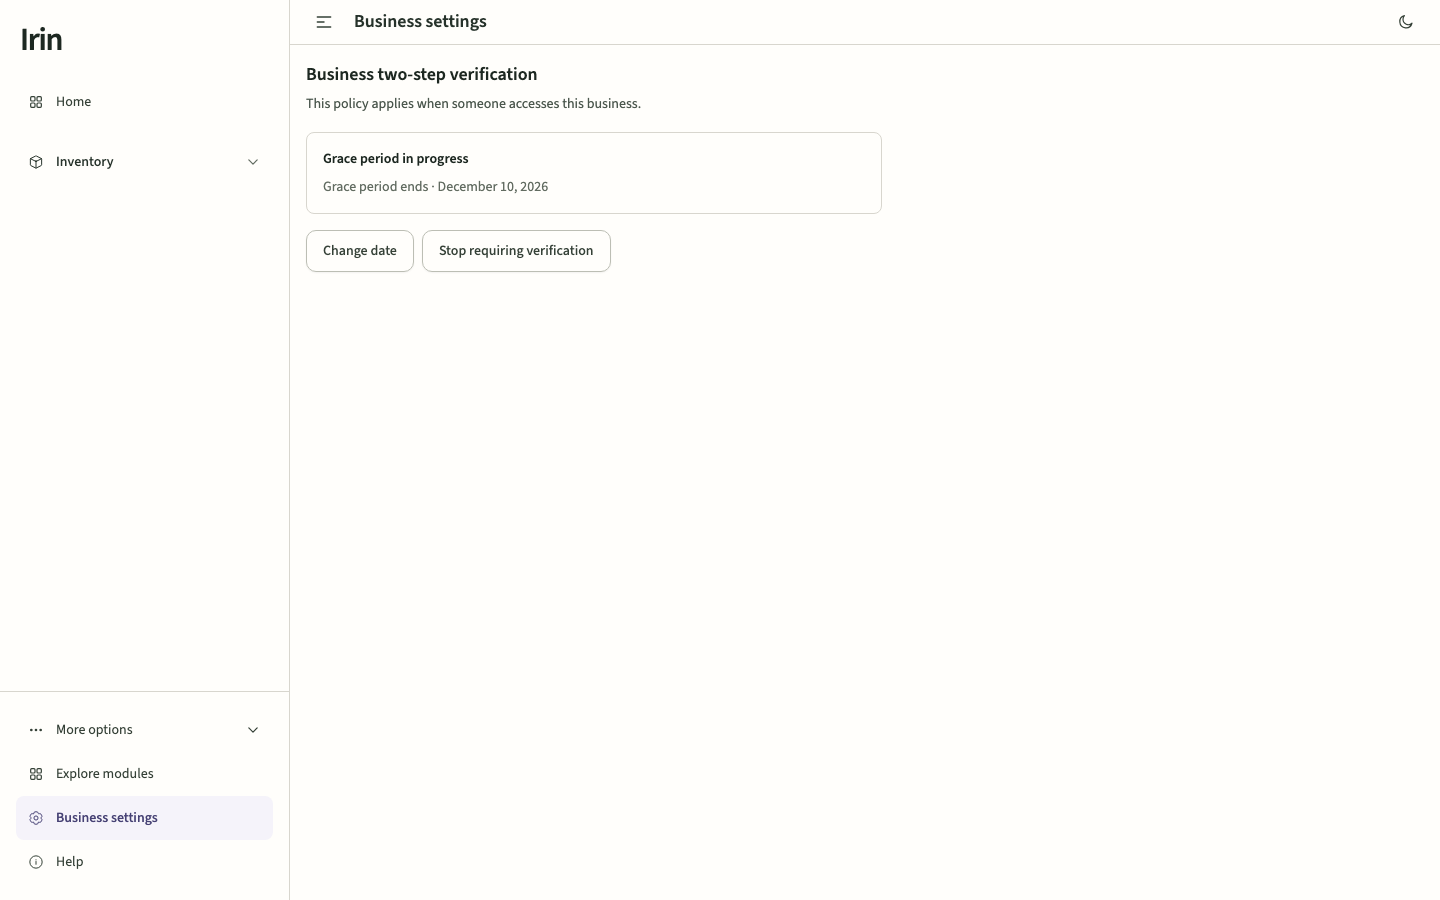 Irin
Home
Inventory
More options
Explore modules
Business settings
Help
Business settings
Business two-step verification
This policy applies when someone accesses this business.
Grace period in progress
Grace period ends · December 10, 2026
Change date
Stop requiring verification